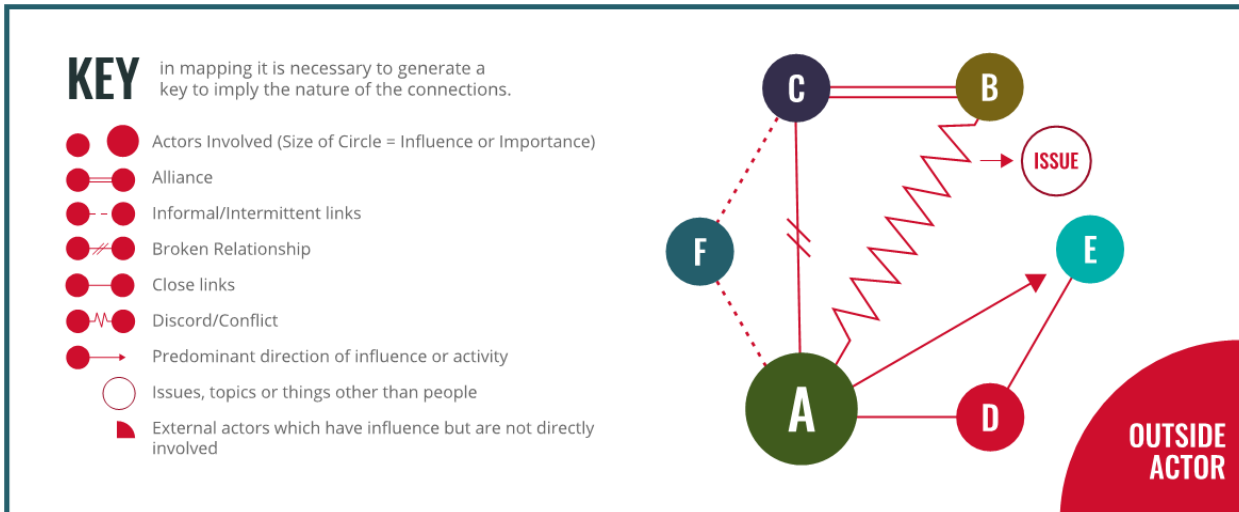 KEY
in mapping it is necessary to generate a
key to imply the nature of the connections.
Actors Involved (Size of Circle = Influence or Importance)
Alliance
Informal/Intermittent links
Broken Relationship
Close links
Discord/Conflict
Predominant direction of influence or activity
Issues, topics or things other than people
External actors which have influence but are not directly
involved
C
B
ISSUE
F
E
A
D
OUTSIDE
ACTOR